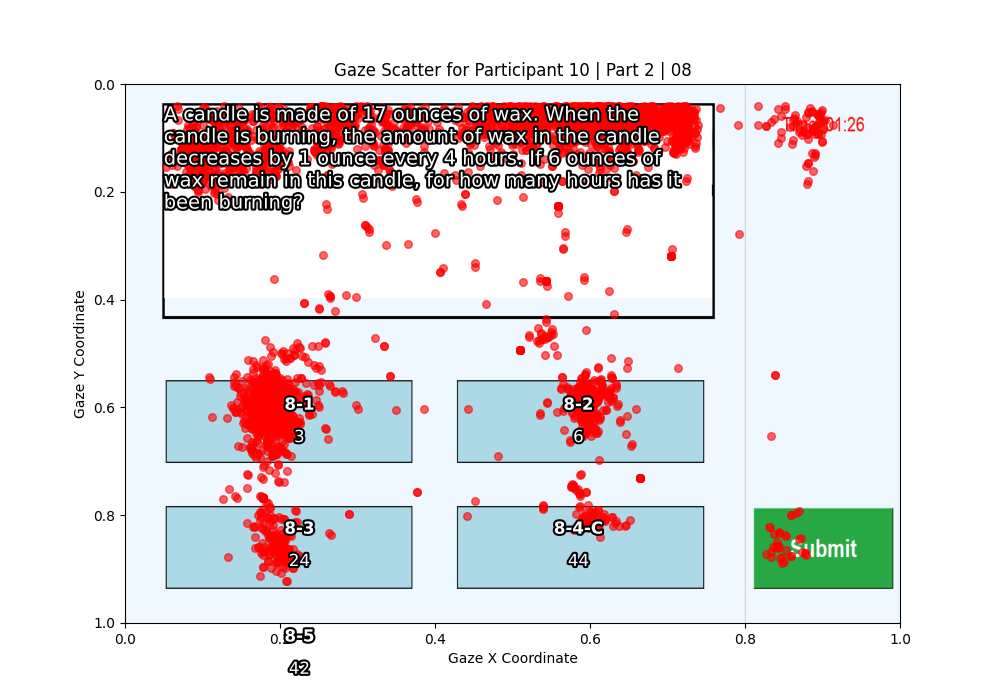 Gaze Scatter for Participant 10 | Part 2 | 08
A candle is made of 17 ounces of wax. When the
candle is burning, the amount of wax in the candle
decreases by 1 ounce every 4 hours. If 6 ounces of
wax remain in this candle, for how many hours has it
been burning?
01:26
8-1
3
8-2
6
8-3
24
8-4-C
44
Submit
8-5
42
0.0
0.2
0.4
0.6
0.8
1.0
Gaze Y Coordinate
0.0
0.4
0.6
0.8
1.0
Gaze X Coordinate